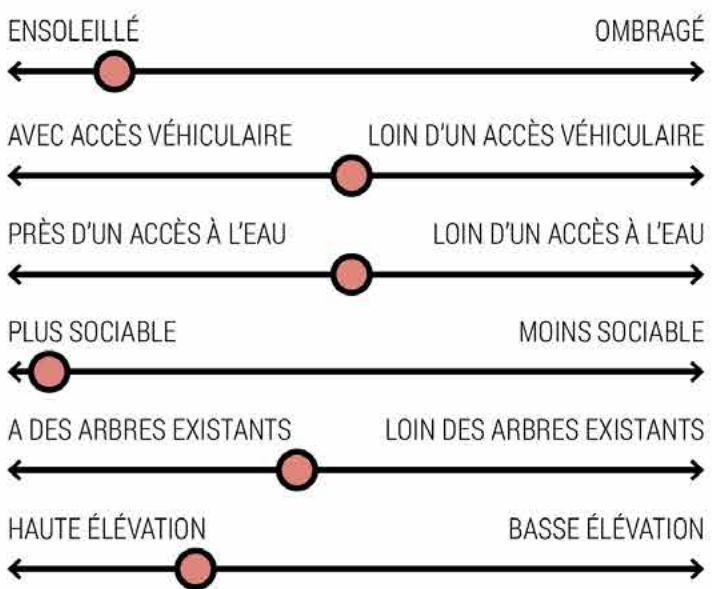 ENSOLEILLÉ OMBRAGÉ
AVEC ACCÈS VÉHICULAIRE LOIN D'UN ACCÈS VÉHICULAIRE
PRÈS D'UN ACCÈS À L'EAU LOIN D'UN ACCÈS À L'EAU
PLUS SOCIABLE MOINS SOCIABLE
A DES ARBRES EXISTANTS LOIN DES ARBRES EXISTANTS
HAUTE ÉLÉVATION BASSE ÉLÉVATION